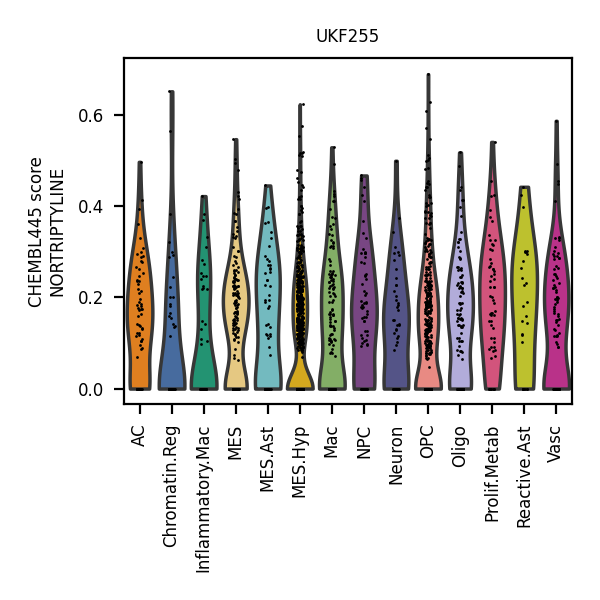 UKF255
CHEMBL445 score
NORTRIPTYLINE
0.6
0.4
0.2
0.0
AC
Chromatin.Reg
Inflammatory.Mac
MES
MES.Ast
MES.Hyp
Mac
NPC
Neuron
OPC
Oligo
Prolif.Metab
Reactive.Ast
Vasc